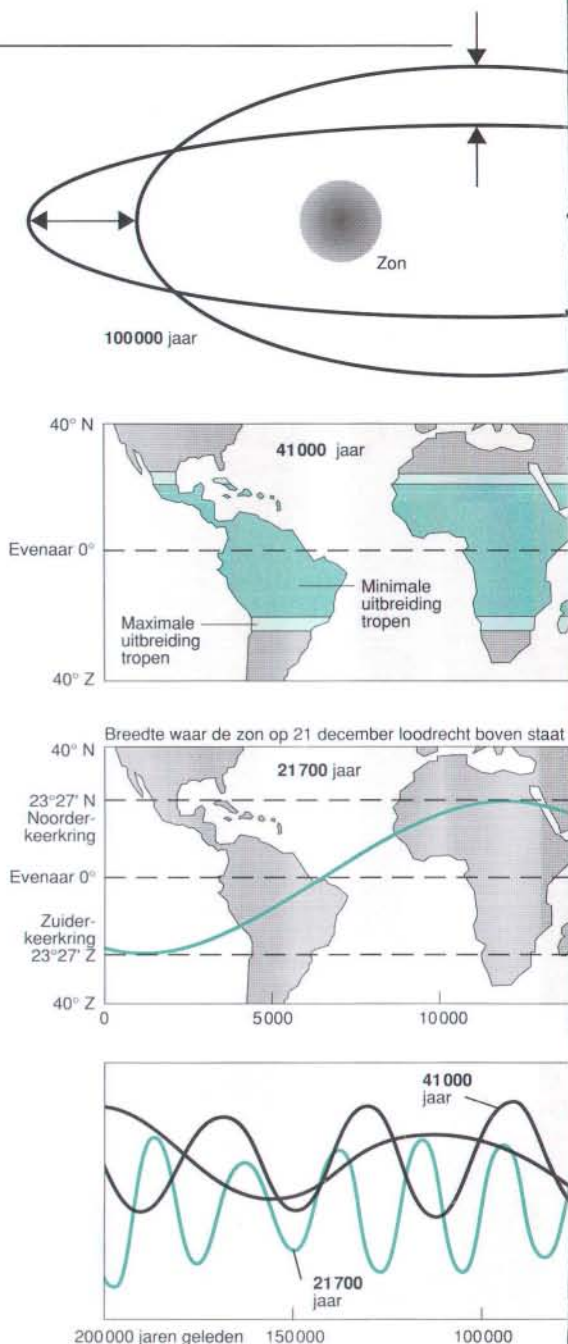 Zon
100000 jaar
40° N
41000 jaar
Evenaar 0°
Minimale
uitbreiding
tropen
Maximale
uitbreiding
tropen
40° Z
Breedte waar de zon op 21 december loodrecht boven staat
40° N
21700 jaar
23°27' N
Noorder-
keerkring
Evenaar 0°
Zuider-
keerkring
23°27' Z
40° Z
0 5000 10000
41000
jaar
21700
jaar
200000 jaren geleden 150000 100000